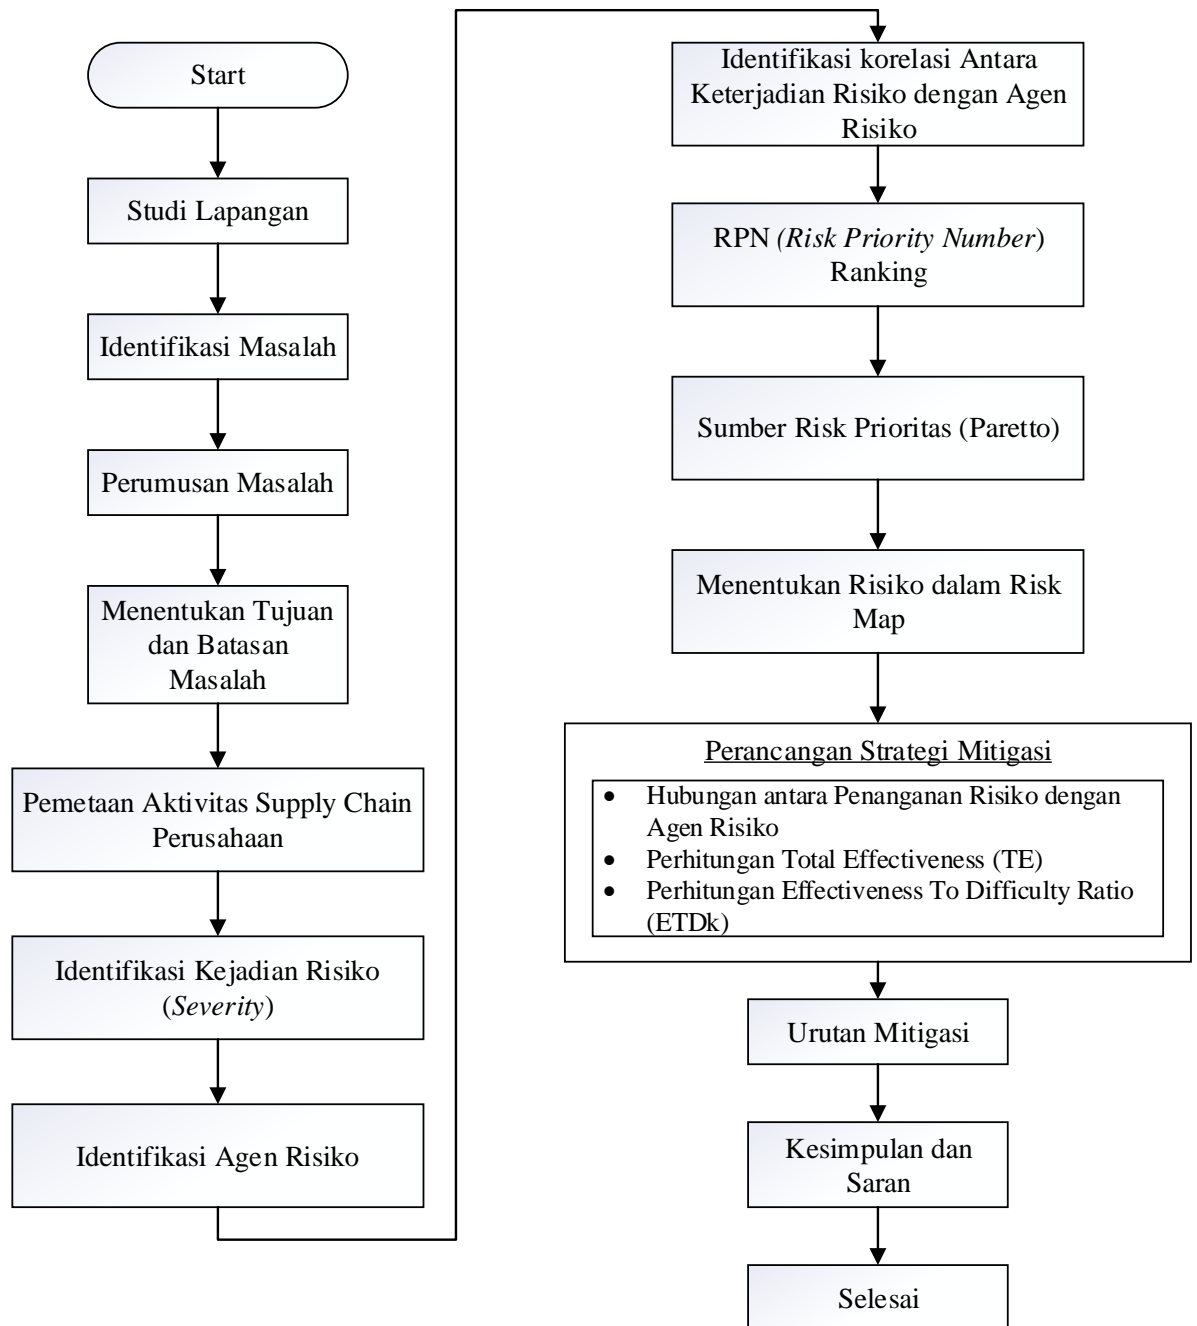 Start
Studi Lapangan
Identifikasi Masalah
Perumusan Masalah
Menentukan Tujuan
dan Batasan
Masalah
Pemetaan Aktivitas Supply Chain
Perusahaan
Identifikasi Kejadian Risiko
(Severity)
Identifikasi Agen Risiko
Identifikasi korelasi Antara
Keterjadian Risiko dengan Agen
Risiko
RPN (Risk Priority Number)
Ranking
Sumber Risk Prioritas (Paretto)
Menentukan Risiko dalam Risk
Map
Perancangan Strategi Mitigasi
• Hubungan antara Penanganan Risiko dengan
Agen Risiko
• Perhitungan Total Effectiveness (TE)
• Perhitungan Effectiveness To Difficulty Ratio
(ETDk)
Urutan Mitigasi
Kesimpulan dan
Saran
Selesai